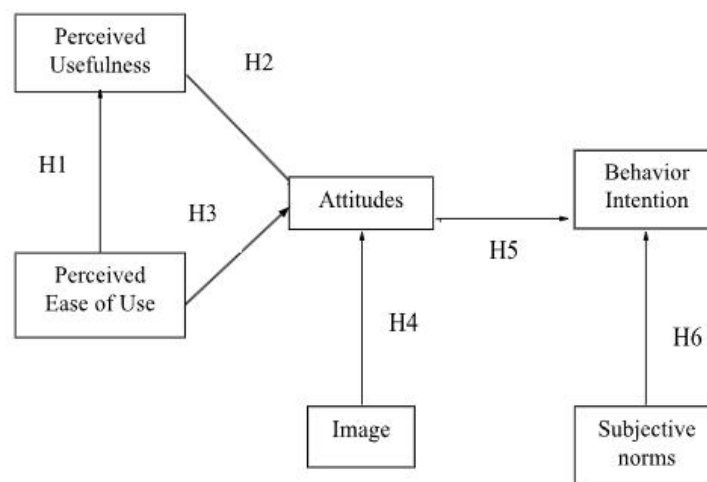 Perceived
Usefulness
H2
H1
H3
Attitudes
Behavior
Intention
H5
Perceived
Ease of Use
H4
H6
Image
Subjective
norms